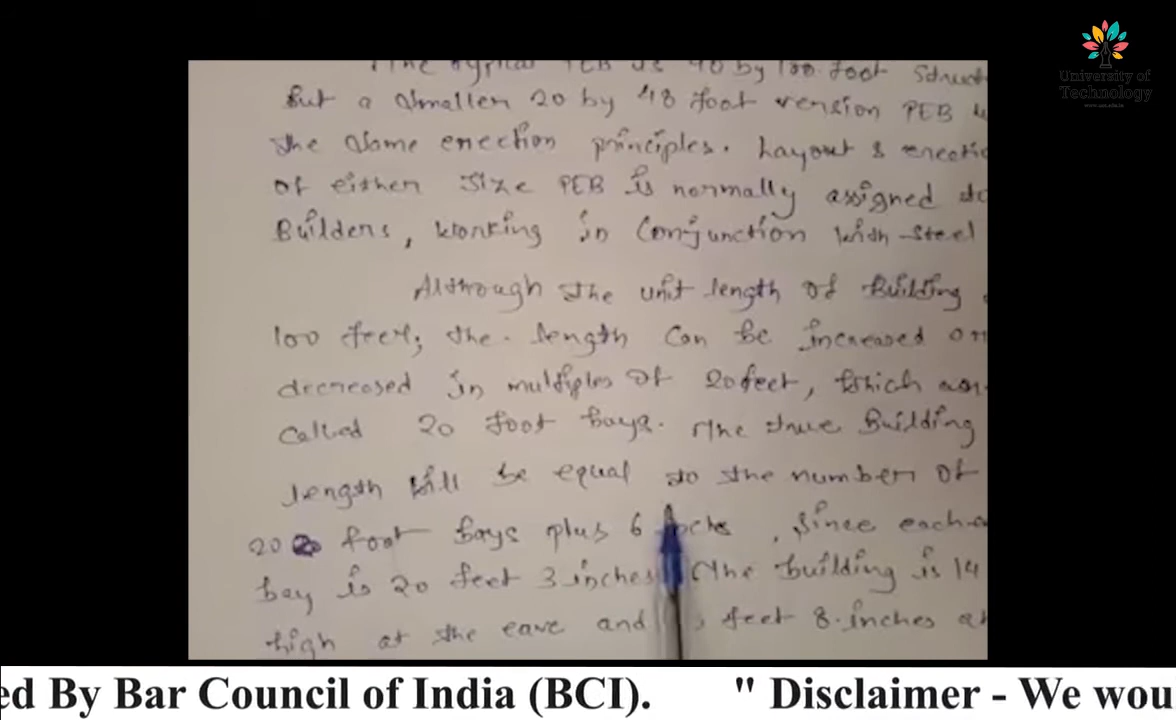 The typical PEB is 40 by 100 foot
But a smaller 20 by 48 foot version PEB
the same erection principles. Layout &
of either size PEB is normally assigned to
Builders, working in conjunction with steel
Although the unit length of Building
100 feet, the length can be increased or
decreased in multiples of 20 feet, which are
called 20 foot bays. The true Building
length will be equal to the number of
20 foot bays plus 6 , since each
bay is 20 feet 3 inches. The building is 14
high at the eave and feet 8 inches at
University of
Technology
ed By Bar Council of India (BCI). " Disclaimer - We wou